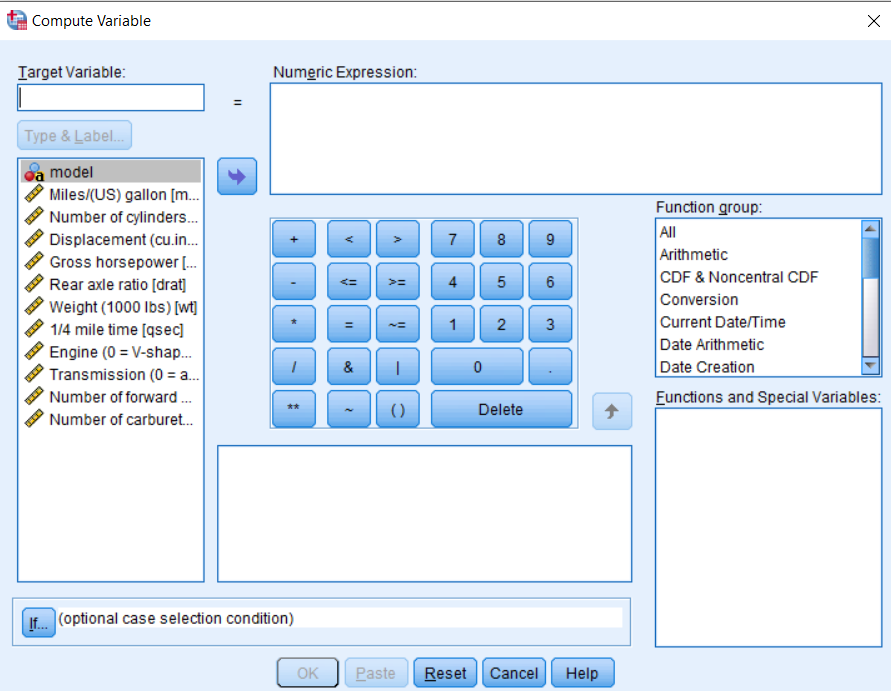 Compute Variable
Target Variable:
=
Type & Label...
model
Miles/(US) gallon [m...
Number of cylinders...
Displacement (cu.in...
Gross horsepower [...
Rear axle ratio [drat]
Weight (1000 lbs) [wt]
1/4 mile time [qsec]
Engine (0 = V-shap...
Transmission (0 = a...
Number of forward ...
Number of carburet...
Numeric Expression:
+ < > 7 8 9
- <= >= 4 5 6
* = ~= 1 2 3
/ & | 0 .
** ~ ( ) Delete
Function group:
All
Arithmetic
CDF & Noncentral CDF
Conversion
Current Date/Time
Date Arithmetic
Date Creation
Functions and Special Variables:
If... (optional case selection condition)
OK Paste Reset Cancel Help